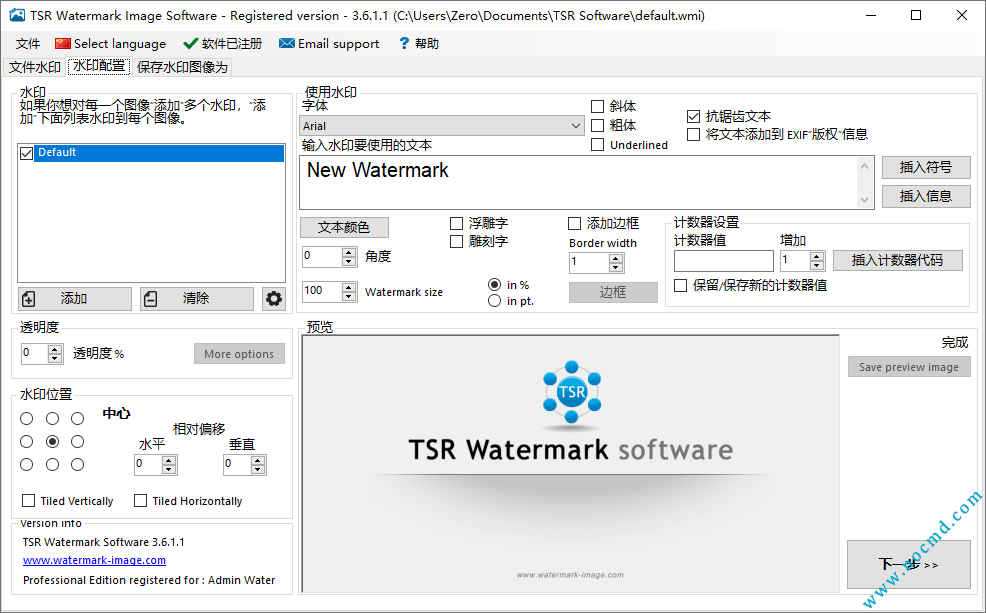 TSR Watermark Image Software - Registered version - 3.6.1.1 (C:\Users\Zero\Documents\TSR Software\default.wmi)
文件 Select language 软件已注册 Email support ? 帮助
文件水印 水印配置 保存水印图像为
水印
如果你想对每一个图像"添加"多个水印，"添
加"下面列表水印到每个图像。
Default
添加 清除
透明度
0 透明度 % More options
水印位置
中心
相对偏移
水平 垂直
0 0
Tiled Vertically Tiled Horizontally
Version info
TSR Watermark Software 3.6.1.1
www.watermark-image.com
Professional Edition registered for : Admin Water
使用水印
字体
Arial
斜体
粗体
Underlined
抗锯齿文本
将文本添加到 EXIF"版权"信息
输入水印要使用的文本
New Watermark
插入符号
插入信息
文本颜色
0 角度
100 Watermark size
浮雕字
雕刻字
in %
in pt.
添加边框
Border width
1
边框
计数器设置
计数器值 增加
1 插入计数器代码
保留/保存新的计数器值
预览
TSR
TSR Watermark software
www.watermark-image.com
完成
Save preview image
下一步 >>
www.nocmd.com